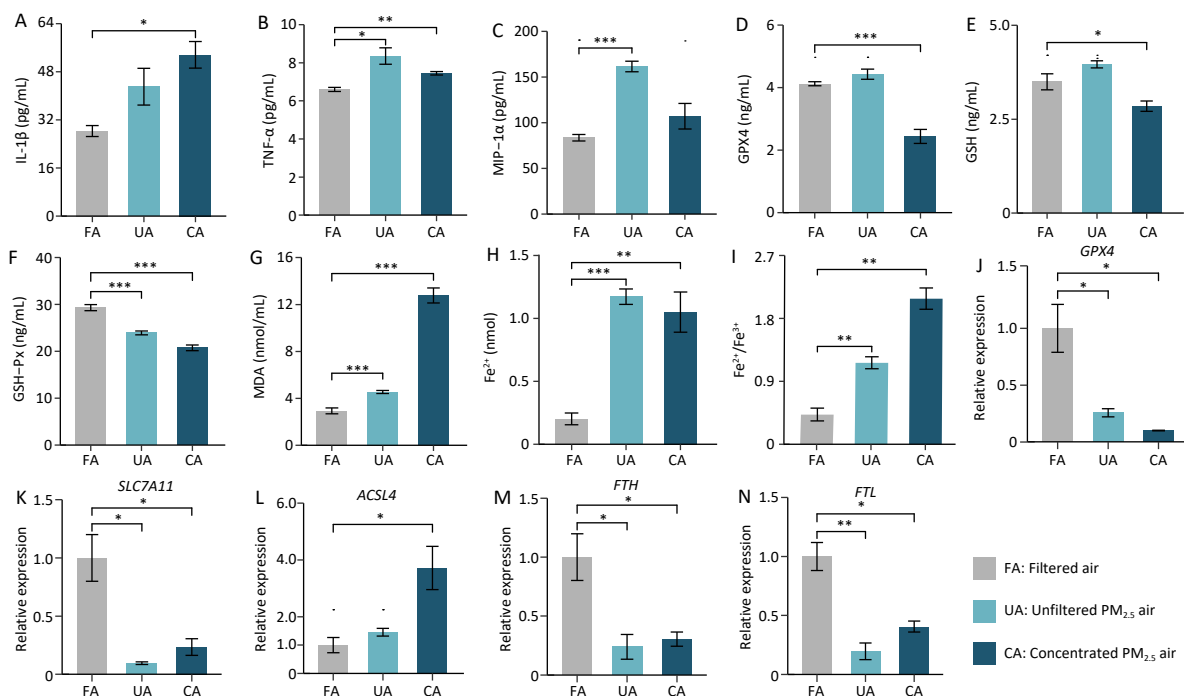 A
64
48
32
16
0
IL-1β (pg/mL)
*
FA UA CA
B
10
8
6
4
2
0
TNF-α (pg/mL)
**
*
FA UA CA
C
200
150
100
50
0
MIP−1α (pg/mL)
***
FA UA CA
D
6
4
2
0
GPX4 (ng/mL)
***
FA UA CA
E
5.0
2.5
0
GSH (ng/mL)
*
FA UA CA
F
40
30
20
10
0
GSH−Px (ng/mL)
***
***
FA UA CA
G
16
12
8
4
0
MDA (nmol/mL)
***
***
FA UA CA
H
1.5
1.0
0.5
0
Fe²⁺ (nmol)
**
***
FA UA CA
I
2.7
1.8
0.9
0
Fe²⁺/Fe³⁺
**
**
FA UA CA
J
GPX4
1.5
1.0
0.5
0
Relative expression
*
*
FA UA CA
K
SLC7A11
1.5
1.0
0.5
0
Relative expression
*
*
FA UA CA
L
ACSL4
6.0
4.0
2.0
1.0
0
Relative expression
*
FA UA CA
M
FTH
1.5
1.0
0.5
0
Relative expression
*
*
FA UA CA
N
FTL
1.5
1.0
0.5
0
Relative expression
*
**
FA UA CA
FA: Filtered air
UA: Unfiltered PM₂.₅ air
CA: Concentrated PM₂.₅ air